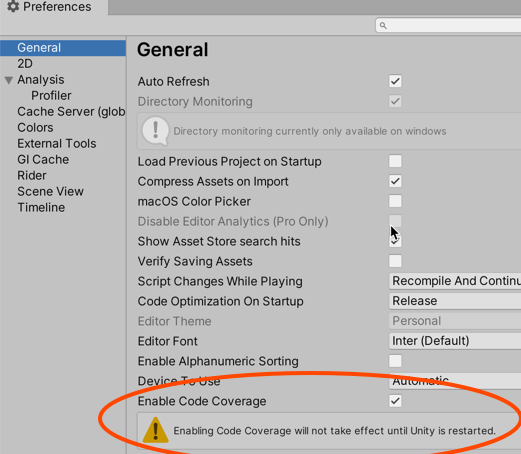 Preferences
General
2D
Analysis
Profiler
Cache Server (glob
Colors
External Tools
GI Cache
Rider
Scene View
Timeline
General
Auto Refresh
Directory Monitoring
Directory monitoring currently only available on windows
Load Previous Project on Startup
Compress Assets on Import
macOS Color Picker
Disable Editor Analytics (Pro Only)
Show Asset Store search hits
Verify Saving Assets
Script Changes While Playing Recompile And Continu
Code Optimization On Startup Release
Editor Theme Personal
Editor Font Inter (Default)
Enable Alphanumeric Sorting
Device To Use Automatic
Enable Code Coverage
Enabling Code Coverage will not take effect until Unity is restarted.